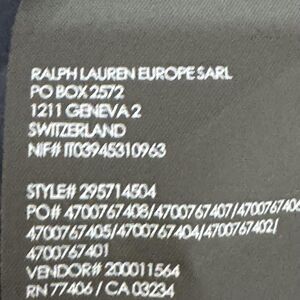 RALPH LAUREN EUROPE SARL
PO BOX 2572
1211 GENEVA 2
SWITZERLAND
NIF# IT03945310963
STYLE# 295714504
PO# 4700767408/4700767407/4700767406
4700767405/4700767404/4700767402/
4700767401
VENDOR# 200011564
RN 77406 / CA 03234